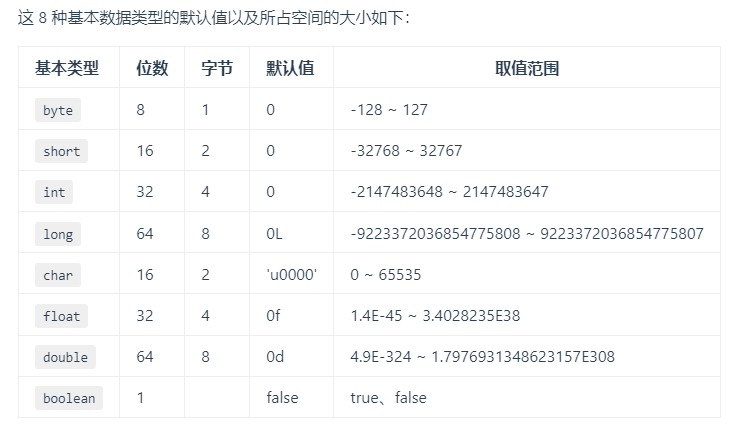 这 8 种基本数据类型的默认值以及所占空间的大小如下：
基本类型 位数 字节 默认值 取值范围
byte 8 1 0 -128 ~ 127
short 16 2 0 -32768 ~ 32767
int 32 4 0 -2147483648 ~ 2147483647
long 64 8 0L -9223372036854775808 ~ 9223372036854775807
char 16 2 'u0000' 0 ~ 65535
float 32 4 0f 1.4E-45 ~ 3.4028235E38
double 64 8 0d 4.9E-324 ~ 1.7976931348623157E308
boolean 1 false true、false